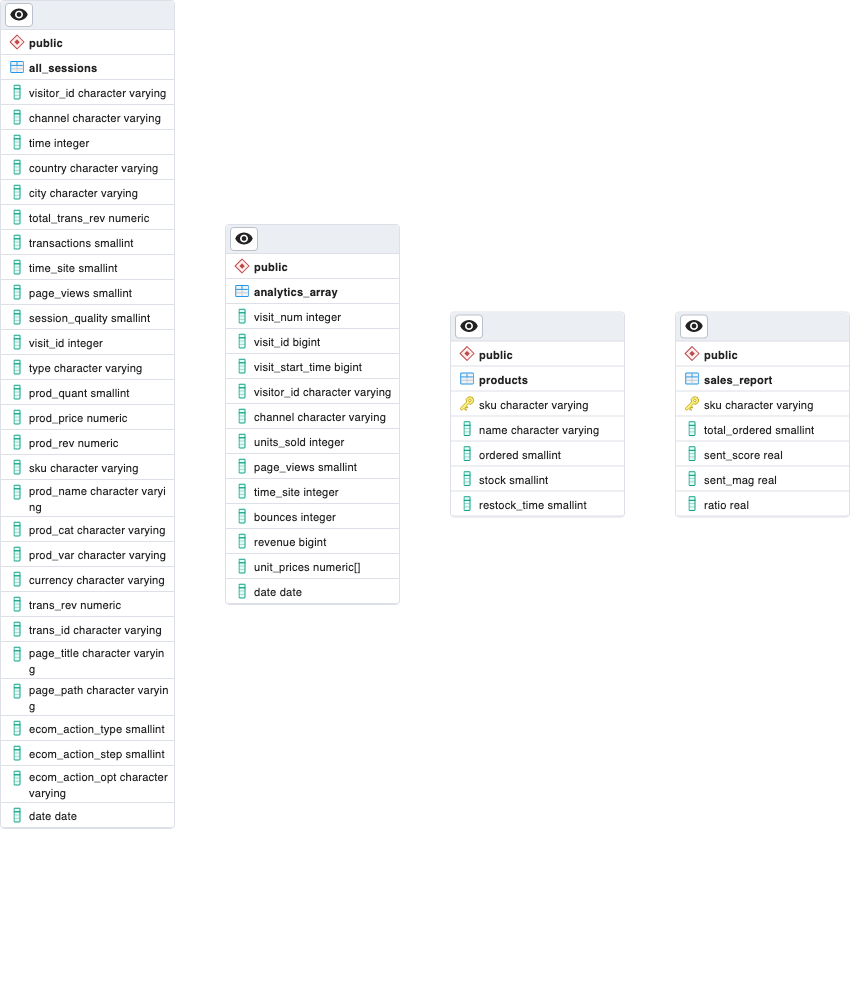 public
all_sessions
visitor_id character varying
channel character varying
time integer
country character varying
city character varying
total_trans_rev numeric
transactions smallint
time_site smallint
page_views smallint
session_quality smallint
visit_id integer
type character varying
prod_quant smallint
prod_price numeric
prod_rev numeric
sku character varying
prod_name character varyi
ng
prod_cat character varying
prod_var character varying
currency character varying
trans_rev numeric
trans_id character varying
page_title character varyin
g
page_path character varyin
g
ecom_action_type smallint
ecom_action_step smallint
ecom_action_opt character
varying
date date
public
analytics_array
visit_num integer
visit_id bigint
visit_start_time bigint
visitor_id character varying
channel character varying
units_sold integer
page_views smallint
time_site integer
bounces integer
revenue bigint
unit_prices numeric[]
date date
public
products
sku character varying
name character varying
ordered smallint
stock smallint
restock_time smallint
public
sales_report
sku character varying
total_ordered smallint
sent_score real
sent_mag real
ratio real